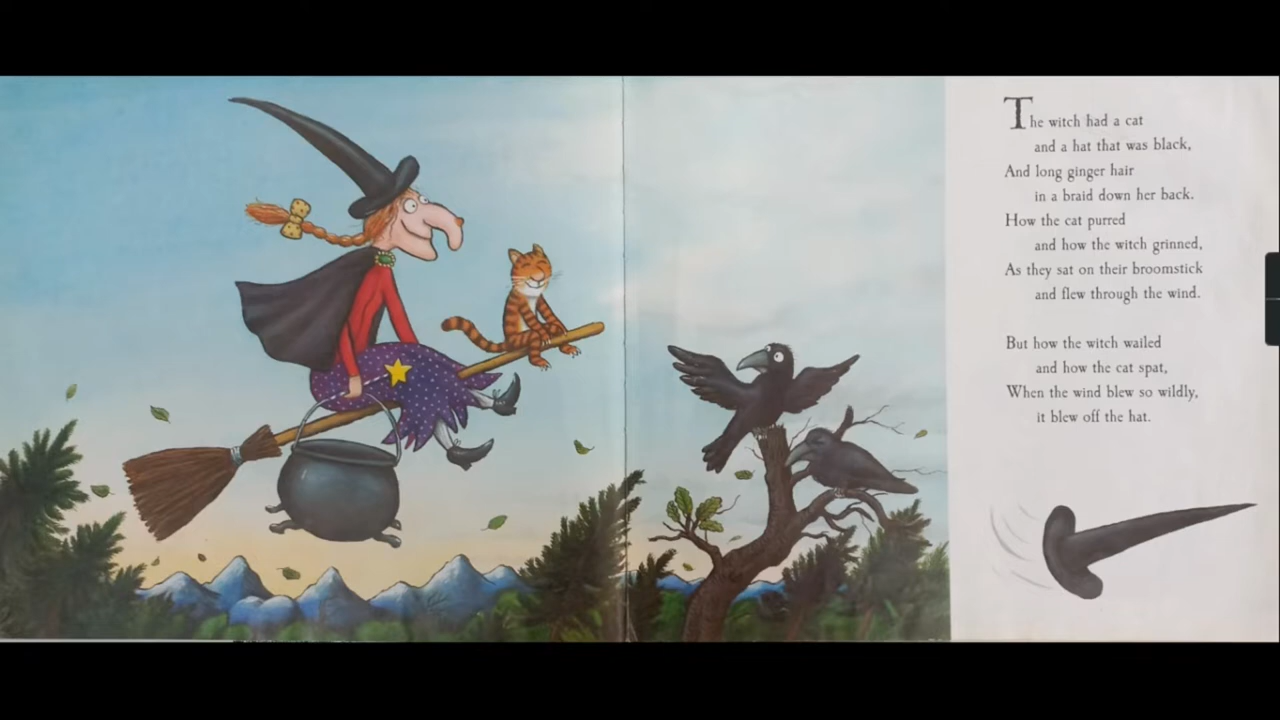 The witch had a cat
and a hat that was black,
And long ginger hair
in a braid down her back.
How the cat purred
and how the witch grinned,
As they sat on their broomstick
and flew through the wind.
But how the witch wailed
and how the cat spat,
When the wind blew so wildly,
it blew off the hat.